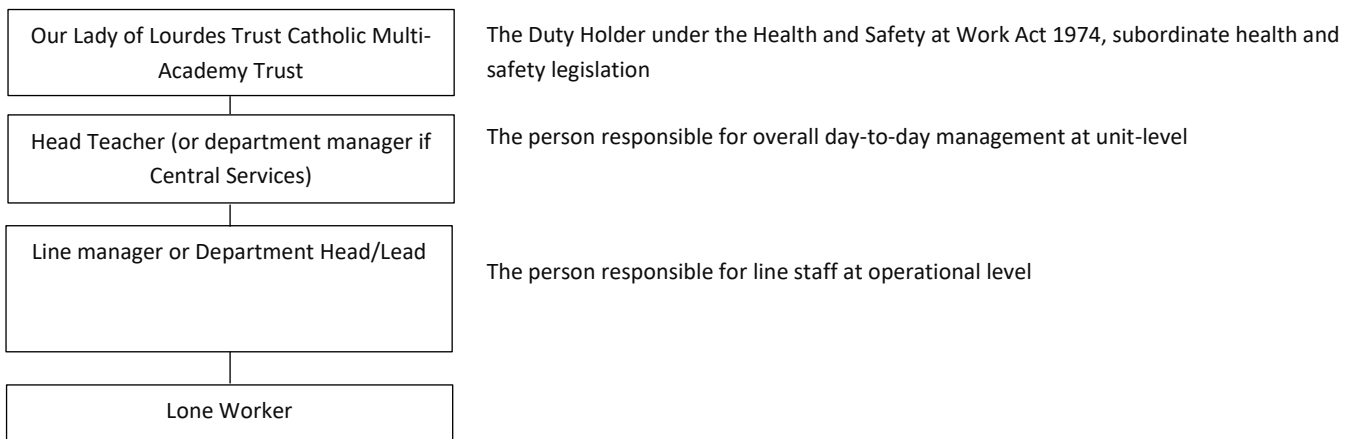 Our Lady of Lourdes Trust Catholic Multi-
Academy Trust
The Duty Holder under the Health and Safety at Work Act 1974, subordinate health and
safety legislation
Head Teacher (or department manager if
Central Services)
The person responsible for overall day-to-day management at unit-level
Line manager or Department Head/Lead
The person responsible for line staff at operational level
Lone Worker